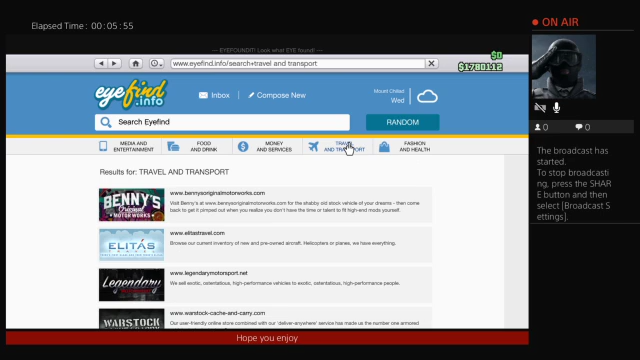 Elapsed Time : 00:05:55
ON AIR
--- EYEFOUNDIT! Look what EYE found! ---
$0
www.eyefind.info/search+travel and transport
$1780112
eyefind
.info
Inbox
Compose New
Mount Chiliad
Wed
Search Eyefind
RANDOM
0
0
MEDIA AND
ENTERTAINMENT
FOOD
AND DRINK
MONEY
AND SERVICES
TRAVEL
AND TRANSPORT
FASHION
AND HEALTH
The broadcast has
started.
To stop broadcasti
ng, press the SHAR
E button and then
select [Broadcast S
ettings].
Results for: TRAVEL AND TRANSPORT
BENNY'S
Original
MOTOR WORKS
www.bennysoriginalmotorworks.com
Visit Benny's at www.bennysoriginalmotorworks.com for the shabby old stock vehicle of your dreams - then come
back to get it pimped out when you realize you don't have the time or talent to fit high-end mods yourself.
ELITÁS
www.elitastravel.com
Browse our current inventory of new and pre-owned aircraft. Helicopters or planes, we have everything.
Legendary
www.legendarymotorsport.net
We sell exotic, ostentatious, high-performance vehicles to exotic, ostentatious, high-performance people.
WARSTOCK
www.warstock-cache-and-carry.com
Our user-friendly online store combined with our 'deliver-anywhere' service has made us the number one armored
Hope you enjoy